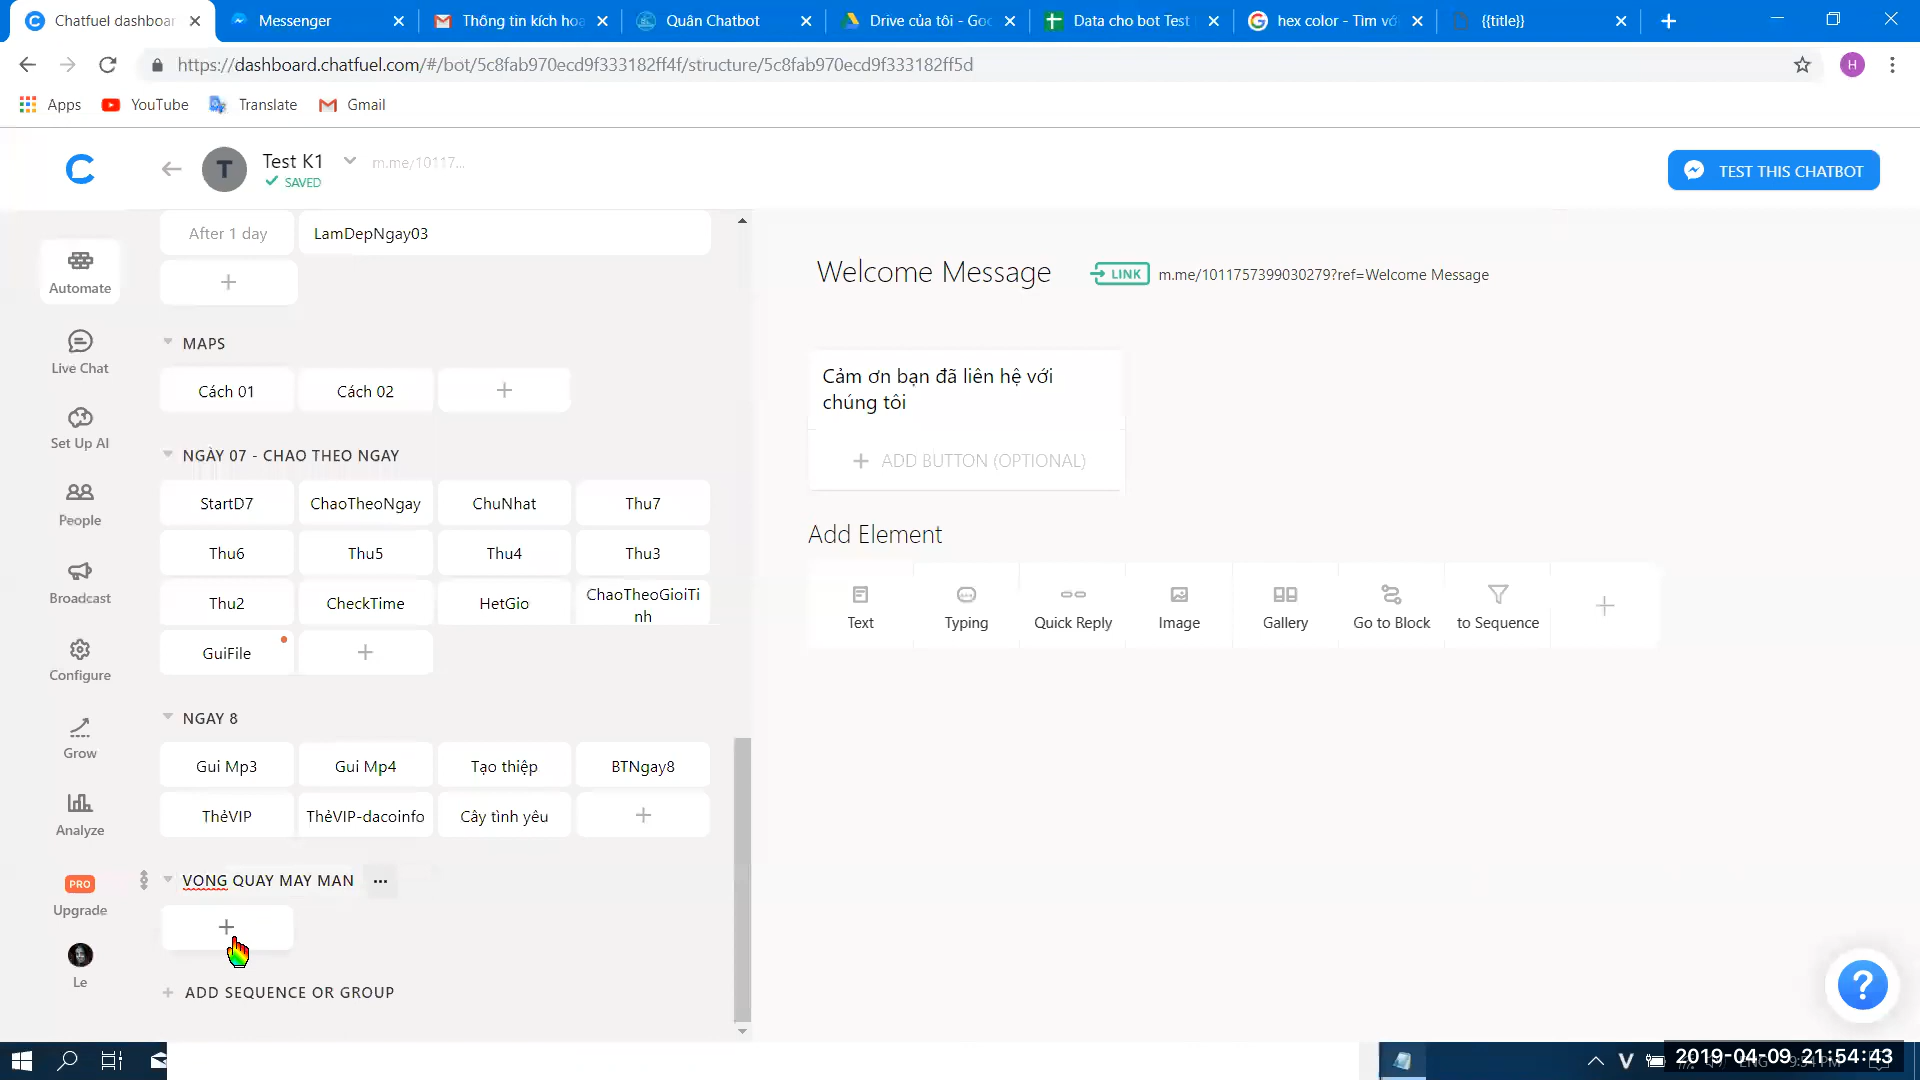 Chatfuel dashboar
Messenger
Thông tin kích hoạ
Quân Chatbot
Drive của tôi - Goo
Data cho bot Test
hex color - Tìm vớ
{{title}}
https://dashboard.chatfuel.com/#/bot/5c8fab970ecd9f333182ff4f/structure/5c8fab970ecd9f333182ff5d
H
Apps
YouTube
Translate
Gmail
T
Test K1
m.me/10117...
SAVED
TEST THIS CHATBOT
Automate
Live Chat
Set Up AI
People
Broadcast
Configure
Grow
Analyze
PRO
Upgrade
Le
After 1 day
LamDepNgay03
MAPS
Cách 01
Cách 02
NGÀY 07 - CHAO THEO NGAY
StartD7
ChaoTheoNgay
ChuNhat
Thu7
Thu6
Thu5
Thu4
Thu3
Thu2
CheckTime
HetGio
ChaoTheoGioiTi
nh
GuiFile
NGAY 8
Gui Mp3
Gui Mp4
Tạo thiệp
BTNgay8
ThẻVIP
ThẻVIP-dacoinfo
Cây tình yêu
VONG QUAY MAY MAN
ADD SEQUENCE OR GROUP
Welcome Message
LINK
m.me/1011757399030279?ref=Welcome Message
Cảm ơn bạn đã liên hệ với
chúng tôi
ADD BUTTON (OPTIONAL)
Add Element
Text
Typing
Quick Reply
Image
Gallery
Go to Block
to Sequence
2019-04-09 21:54:43